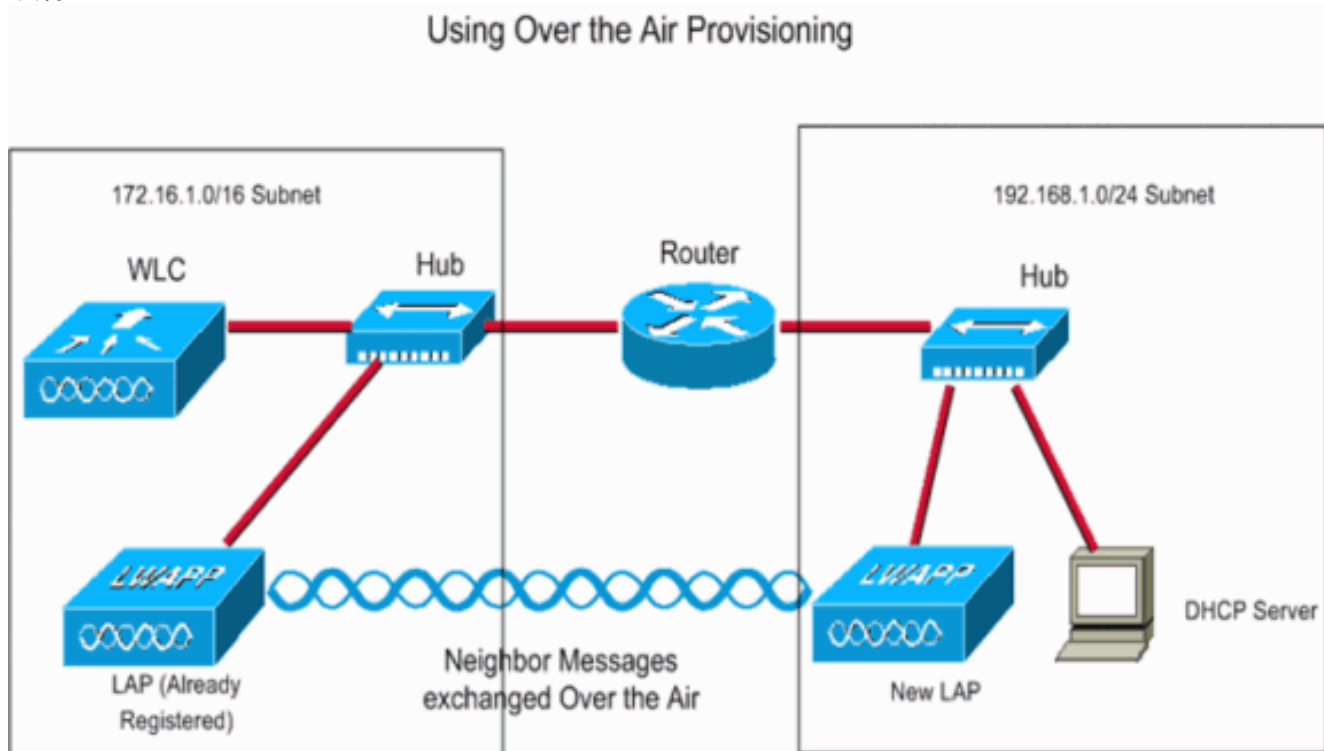 Using Over the Air Provisioning
172.16.1.0/16 Subnet
192.168.1.0/24 Subnet
WLC
Hub
Router
Hub
LWAPP
LWAPP
DHCP Server
LAP (Already
Registered)
Neighbor Messages
exchanged Over the Air
New LAP